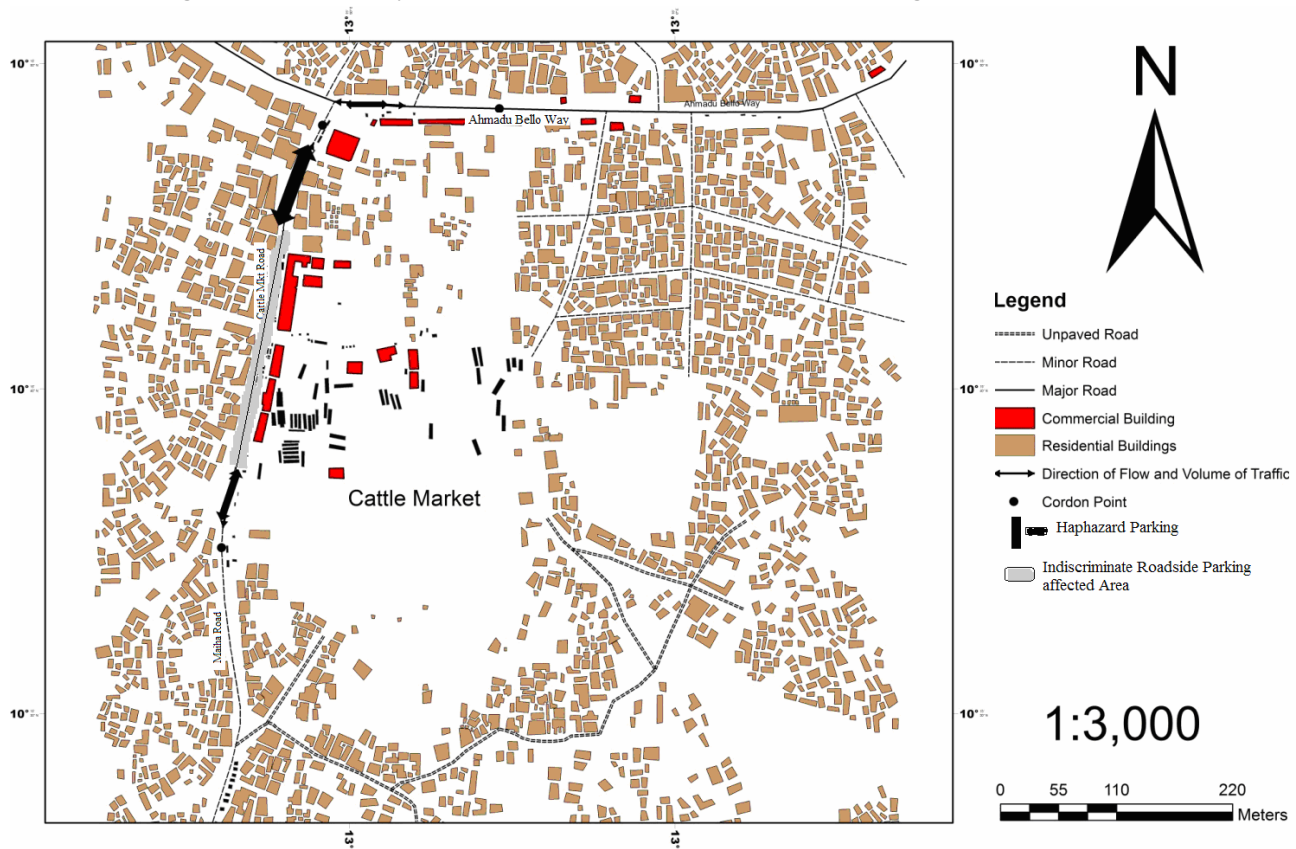 13°
13°
10°
10°
Ahmadu Bello Way
Ahmadu Bello Way
Cattle Mkt Road
10°
10°
Cattle Market
Maiha Road
10°
10°
13°
13°
N
Legend
Unpaved Road
Minor Road
Major Road
Commercial Building
Residential Buildings
Direction of Flow and Volume of Traffic
Cordon Point
Haphazard Parking
Indiscriminate Roadside Parking
affected Area
1:3,000
0 55 110 220
Meters